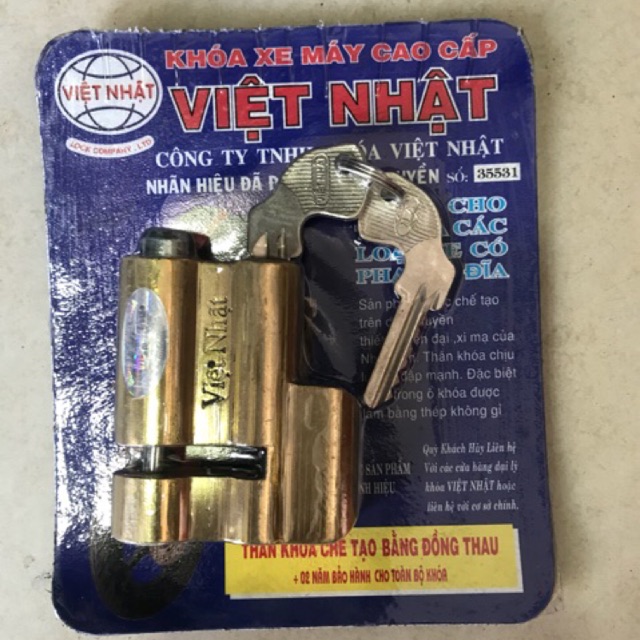 KHÓA XE MÁY CAO CẤP
VIỆT NHẬT
LOCK COMPANY., LTD
VIỆT NHẬT
CÔNG TY TNHH KHÓA VIỆT NHẬT
NHÃN HIỆU ĐÃ SỐ: 35531
CHO
CÁC
CÓ
ĐĨA
Sản chế tạo
trên
đại ,xi mạ của
Thân khóa chịu
đập mạnh. Đặc biệt
trong ổ khóa được
làm bằng thép không gỉ
Việt Nhật
SẢN PHẨM
HIỆU
Quý Khách Hãy Liên hệ
Với các cửa hàng đại lý
khóa VIỆT NHẬT hoặc
liên hệ với cơ sở chính.
THÂN KHÓA CHẾ TẠO BẰNG ĐỒNG THAU
+ 02 NĂM BẢO HÀNH CHO TOÀN BỘ KHÓA